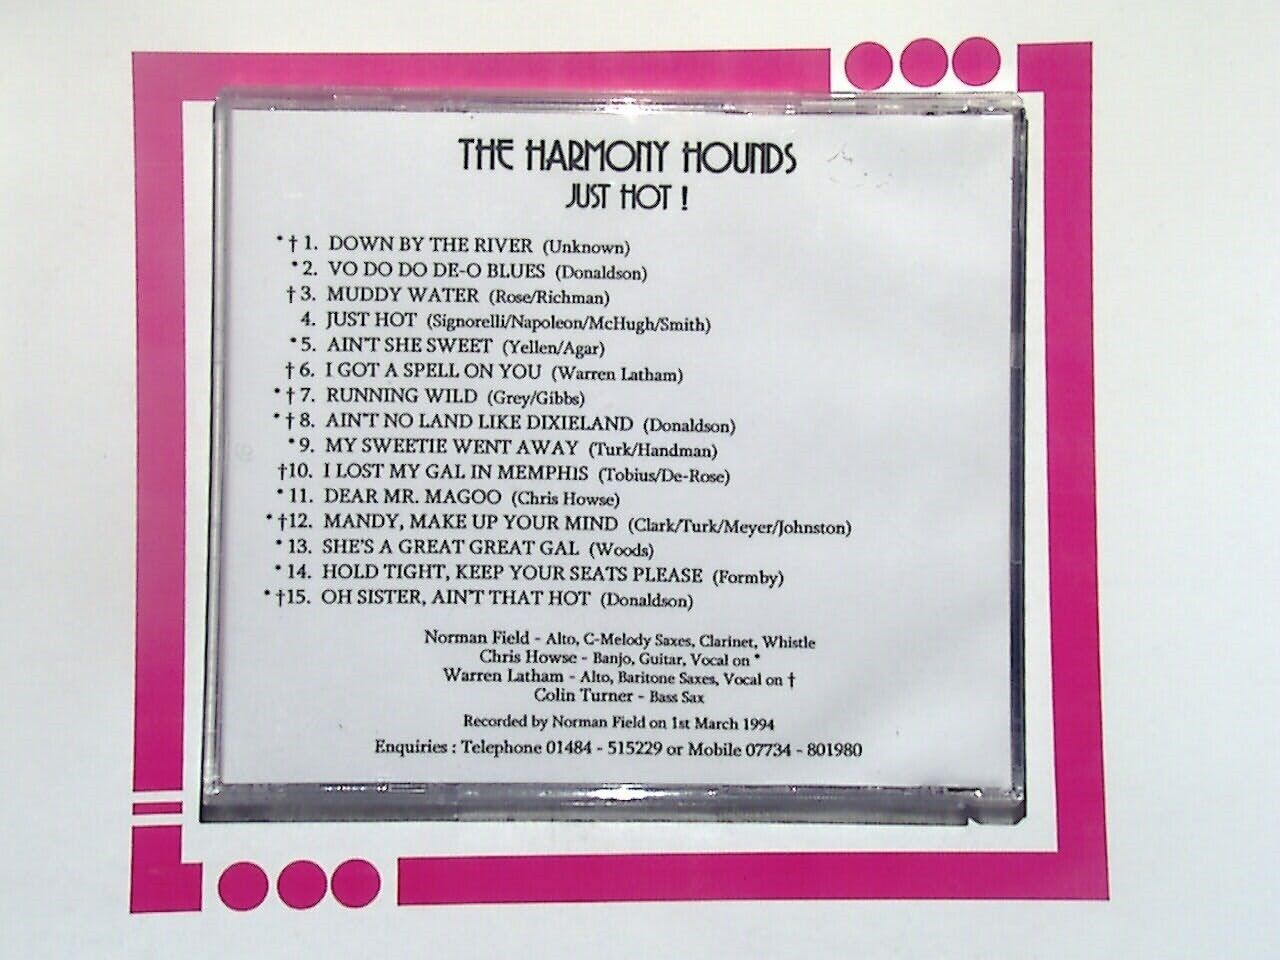 THE HARMONY HOUNDS
JUST HOT !
* † 1. DOWN BY THE RIVER (Unknown)
* 2. VO DO DO DE-O BLUES (Donaldson)
† 3. MUDDY WATER (Rose/Richman)
4. JUST HOT (Signorelli/Napoleon/McHugh/Smith)
* 5. AIN'T SHE SWEET (Yellen/Agar)
† 6. I GOT A SPELL ON YOU (Warren Latham)
* † 7. RUNNING WILD (Grey/Gibbs)
* † 8. AIN'T NO LAND LIKE DIXIELAND (Donaldson)
* 9. MY SWEETIE WENT AWAY (Turk/Handman)
†10. I LOST MY GAL IN MEMPHIS (Tobius/De-Rose)
* 11. DEAR MR. MAGOO (Chris Howse)
* †12. MANDY, MAKE UP YOUR MIND (Clark/Turk/Meyer/Johnston)
* 13. SHE'S A GREAT GREAT GAL (Woods)
* 14. HOLD TIGHT, KEEP YOUR SEATS PLEASE (Formby)
* †15. OH SISTER, AIN'T THAT HOT (Donaldson)
Norman Field - Alto, C-Melody Saxes, Clarinet, Whistle
Chris Howse - Banjo, Guitar, Vocal on *
Warren Latham - Alto, Baritone Saxes, Vocal on †
Colin Turner - Bass Sax
Recorded by Norman Field on 1st March 1994
Enquiries : Telephone 01484 - 515229 or Mobile 07734 - 801980